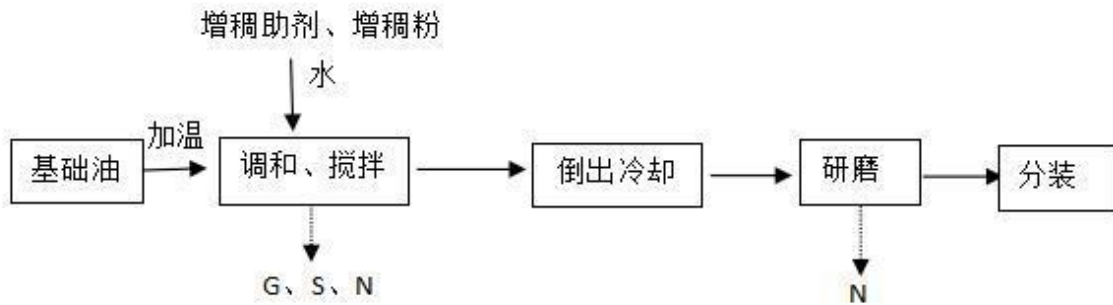 增稠助剂、增稠粉
水
加温
基础油
调和、搅拌
倒出冷却
研磨
分装
G、S、N
N